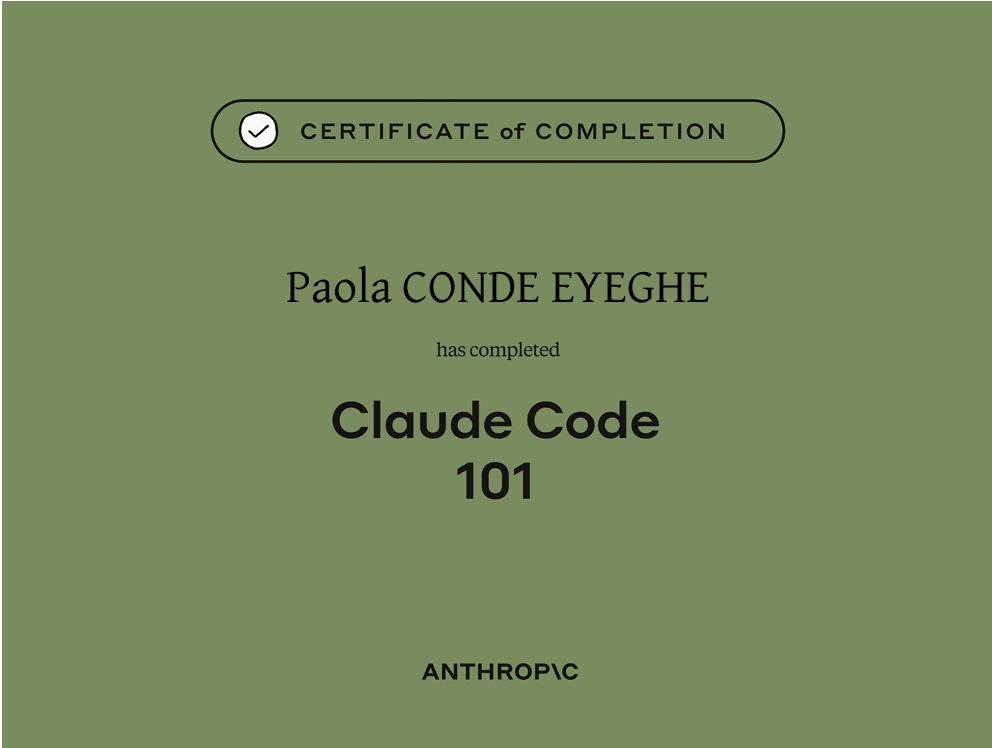 CERTIFICATE of COMPLETION
Paola CONDE EYEGHE
has completed
Claude Code
101
ANTHROP\C